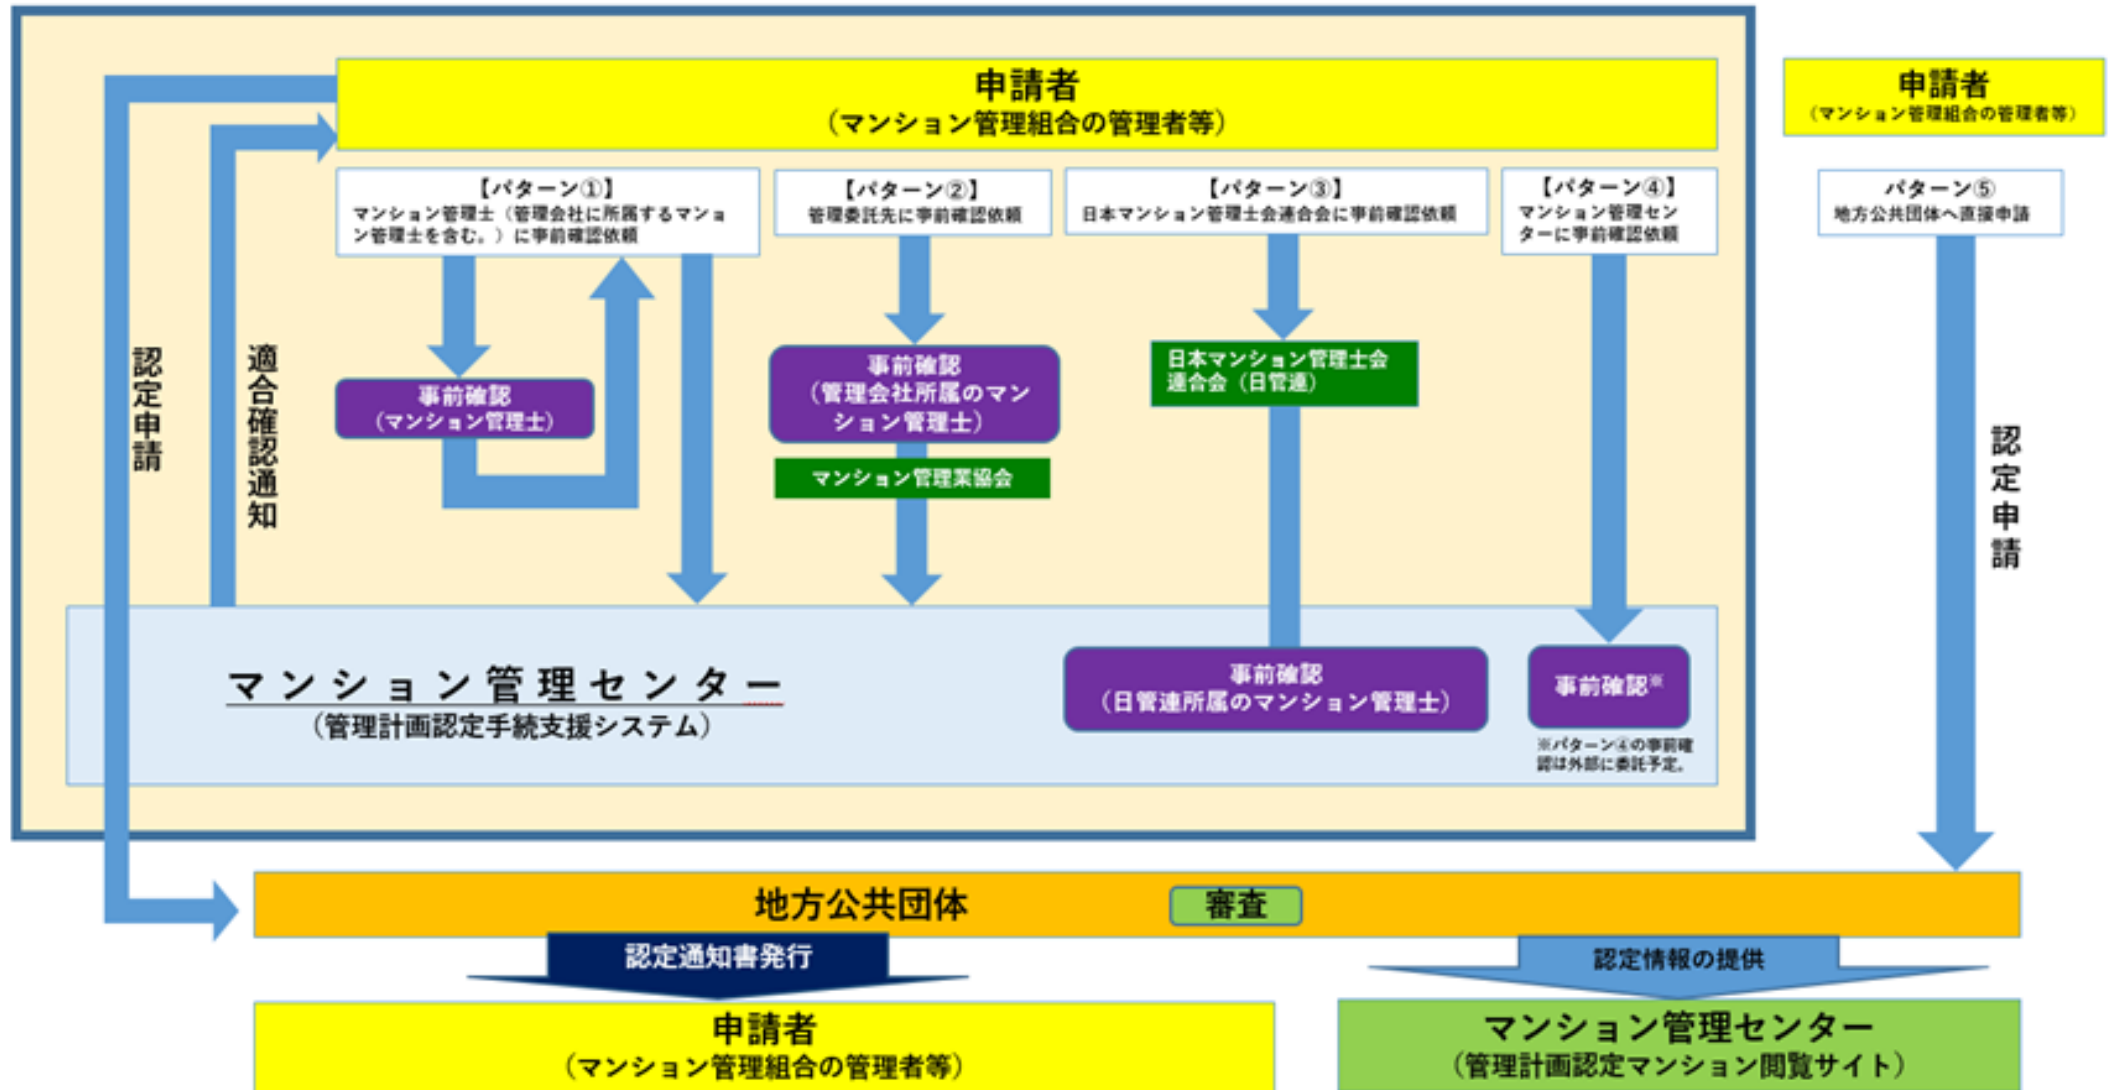 申請者
（マンション管理組合の管理者等）
申請者
（マンション管理組合の管理者等）
【パターン①】
マンション管理士（管理会社に所属するマンショ
ン管理士を含む。）に事前確認依頼
【パターン②】
管理委託先に事前確認依頼
【パターン③】
日本マンション管理士会連合会に事前確認依頼
【パターン④】
マンション管理セン
ターに事前確認依頼
パターン⑤
地方公共団体へ直接申請
認定申請
適合確認通知
事前確認
（マンション管理士）
事前確認
（管理会社所属のマン
ション管理士）
マンション管理業協会
日本マンション管理士会
連合会（日管連）
認定申請
マンション管理センター
（管理計画認定手続支援システム）
事前確認
（日管連所属のマンション管理士）
事前確認※
※パターン④の事前確
認は外部に委託予定。
地方公共団体
審査
認定通知書発行
認定情報の提供
申請者
（マンション管理組合の管理者等）
マンション管理センター
（管理計画認定マンション閲覧サイト）